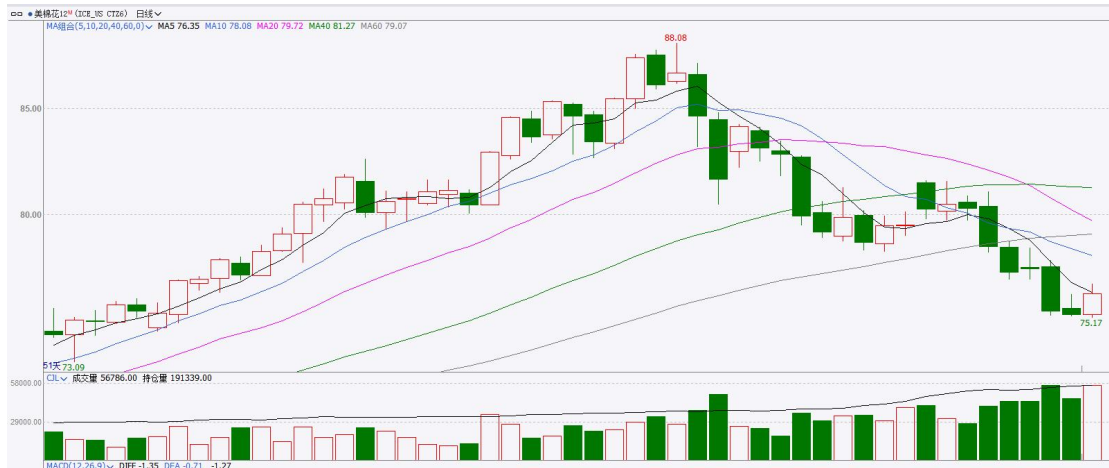 美棉花12M (ICE_US CTZ6) 日线
MA组合(5,10,20,40,60,0) MA5 76.35 MA10 78.08 MA20 79.72 MA40 81.27 MA60 79.07
88.08
85.00
80.00
75.17
51天 73.09
58000.00
CJL 成交量 56786.00 持仓量 191339.00
29000.00
MACD(12,26,9) DIFF -1.35 DEA -0.71 -1.27